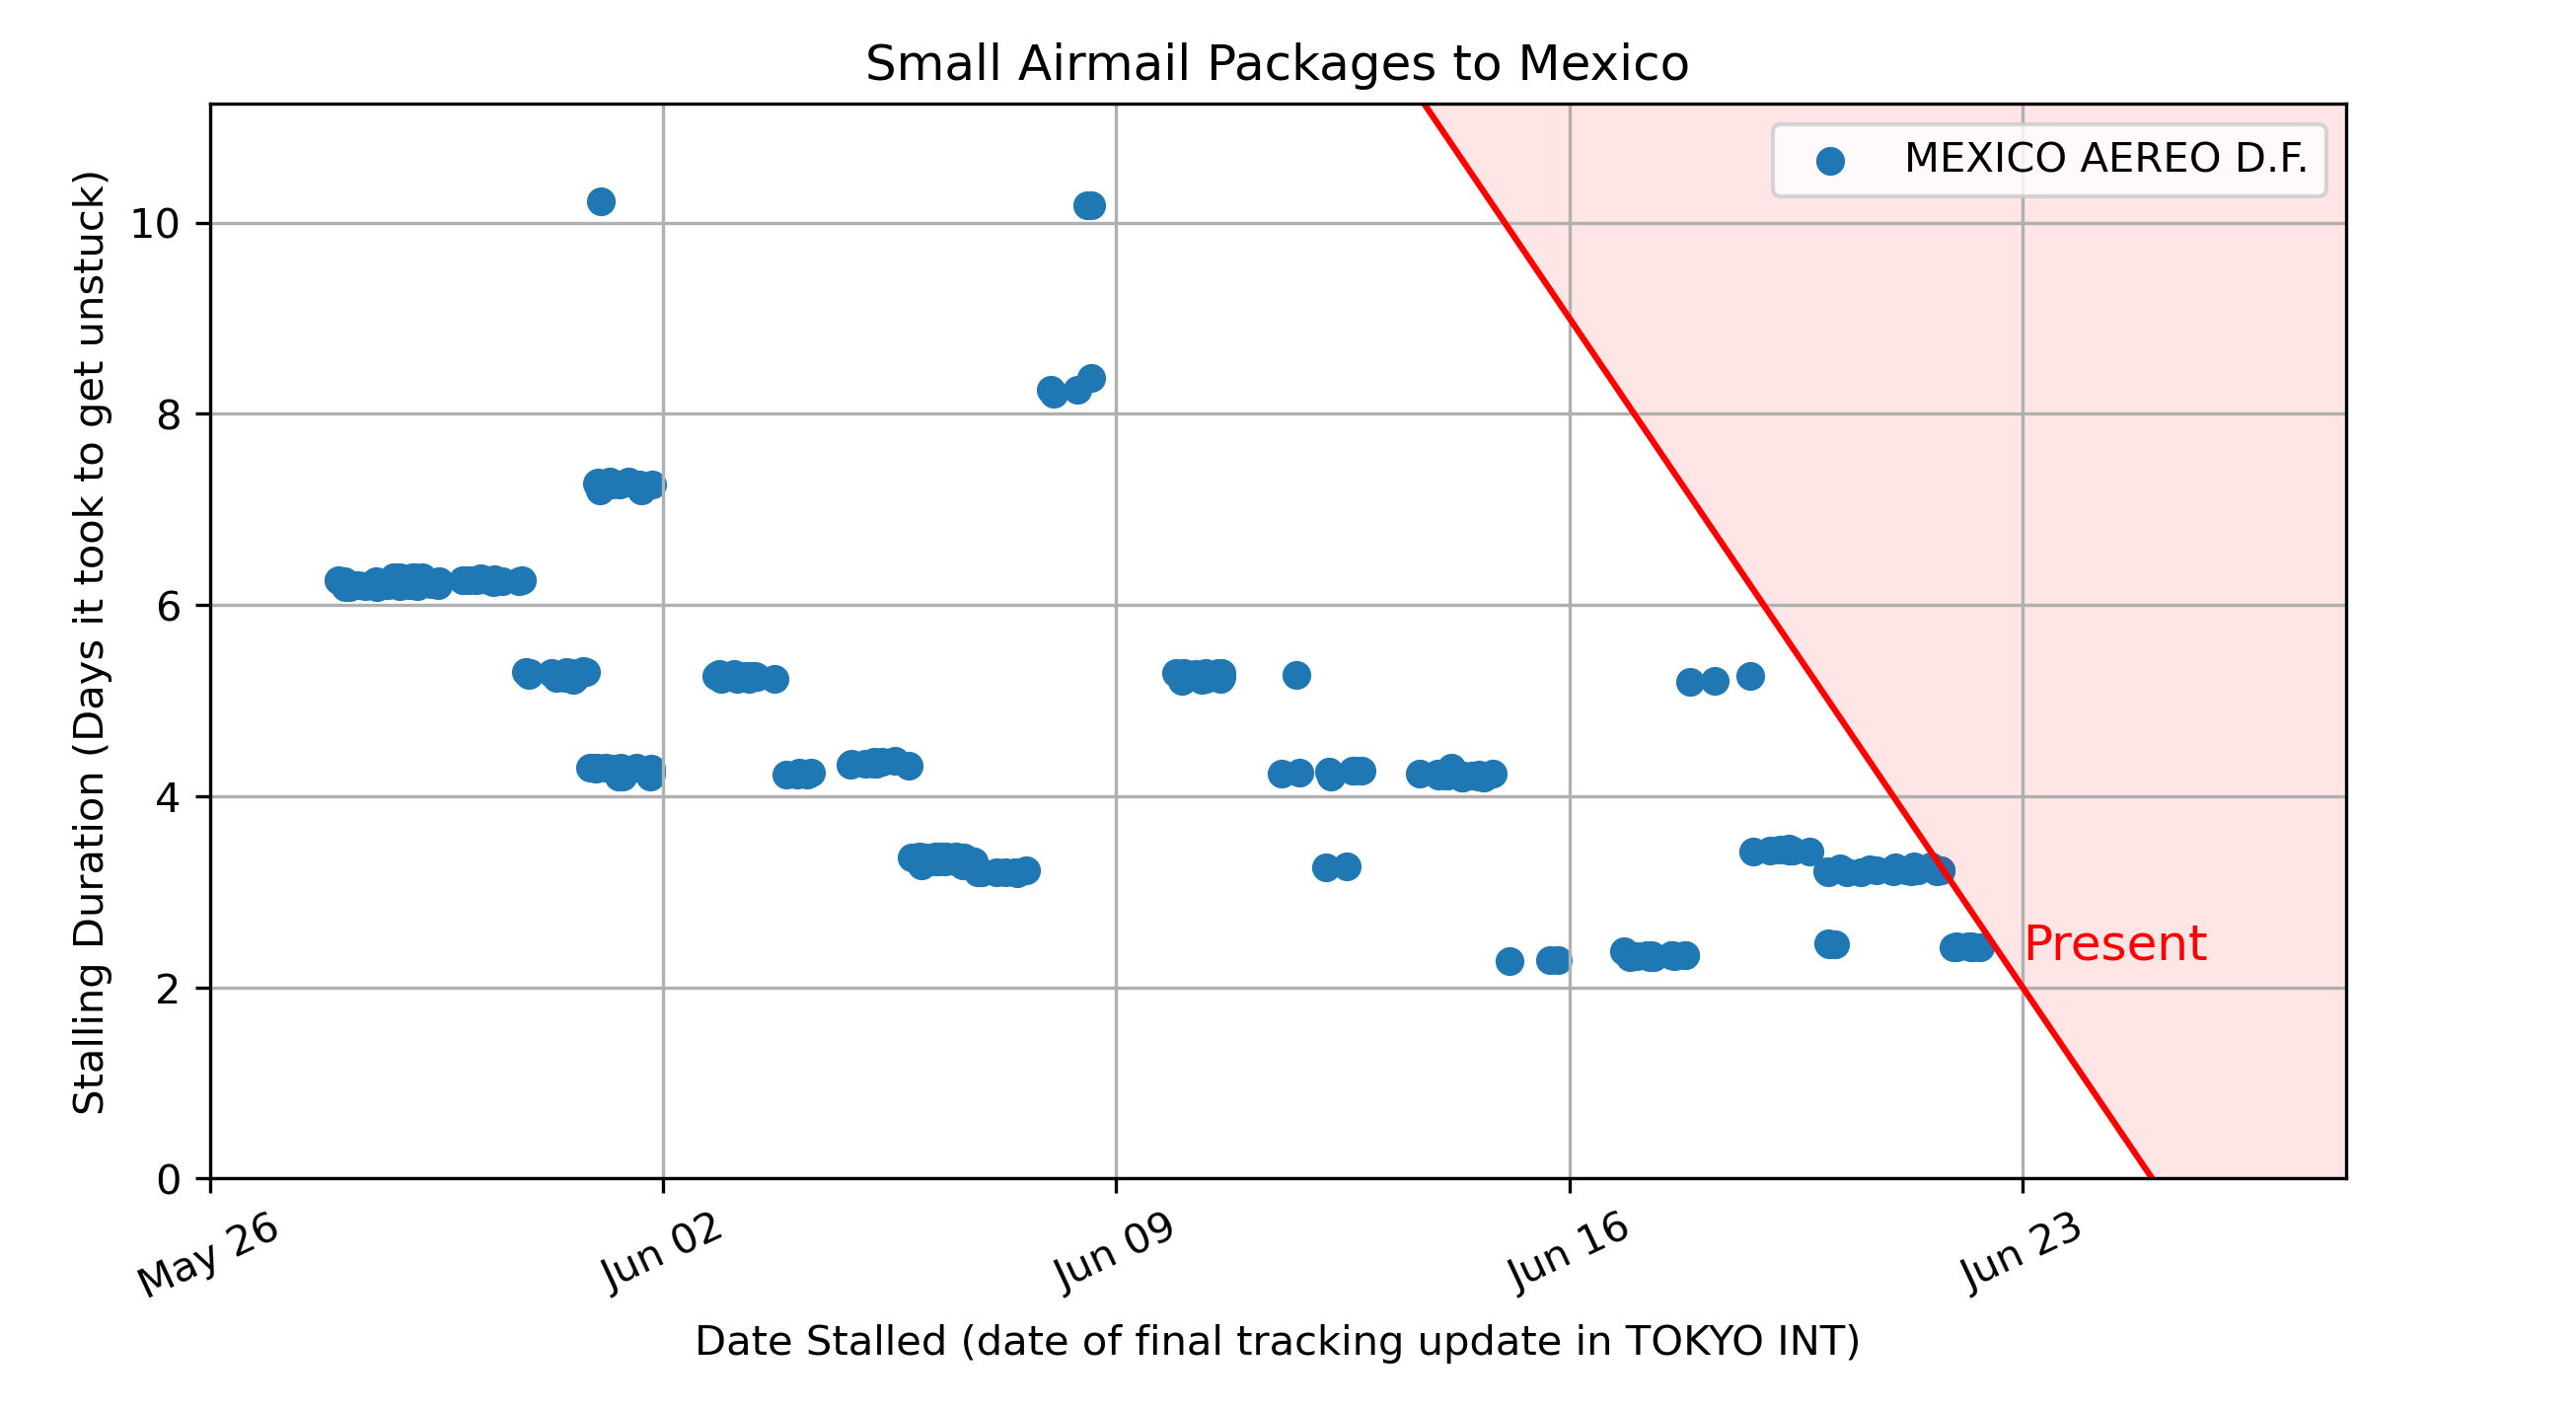 Small Airmail Packages to Mexico
MEXICO AEREO D.F.
Stalling Duration (Days it took to get unstuck)
10
8
6
4
2
0
Present
May 26
Jun 02
Jun 09
Jun 16
Jun 23
Date Stalled (date of final tracking update in TOKYO INT)